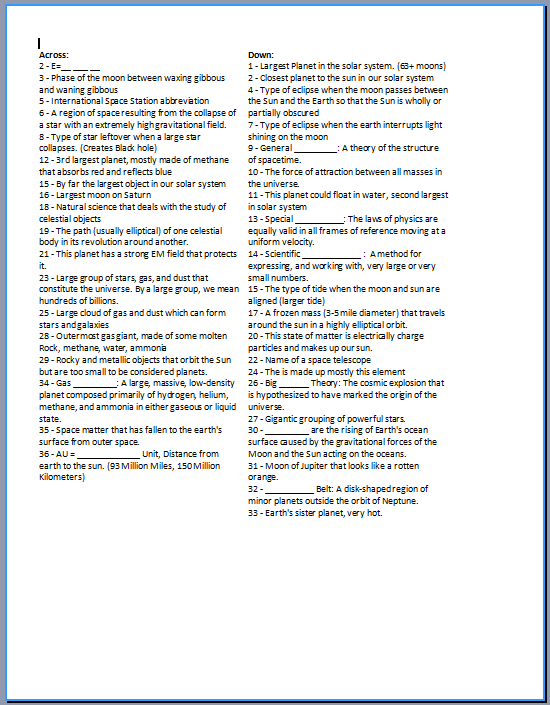 Across:
2 - E=__ ___ __
3 - Phase of the moon between waxing gibbous
and waning gibbous
5 - International Space Station abbreviation
6 - A region of space resulting from the collapse of
a star with an extremely high gravitational field.
8 - Type of star leftover when a large star
collapses. (Creates Black hole)
12 - 3rd largest planet, mostly made of methane
that absorbs red and reflects blue
15 - By far the largest object in our solar system
16 - Largest moon on Saturn
18 - Natural science that deals with the study of
celestial objects
19 - The path (usually elliptical) of one celestial
body in its revolution around another.
21 - This planet has a strong EM field that protects
it.
23 - Large group of stars, gas, and dust that
constitute the universe. By a large group, we mean
hundreds of billions.
25 - Large cloud of gas and dust which can form
stars and galaxies
28 - Outermost gas giant, made of some molten
Rock, methane, water, ammonia
29 - Rocky and metallic objects that orbit the Sun
but are too small to be considered planets.
34 - Gas __________: A large, massive, low-density
planet composed primarily of hydrogen, helium,
methane, and ammonia in either gaseous or liquid
state.
35 - Space matter that has fallen to the earth's
surface from outer space.
36 - AU = ______________ Unit, Distance from
earth to the sun. (93 Million Miles, 150 Million
Kilometers)
Down:
1 - Largest Planet in the solar system. (63+ moons)
2 - Closest planet to the sun in our solar system
4 - Type of eclipse when the moon passes between
the Sun and the Earth so that the Sun is wholly or
partially obscured
7 - Type of eclipse when the earth interrupts light
shining on the moon
9 - General __________: A theory of the structure
of spacetime.
10 - The force of attraction between all masses in
the universe.
11 - This planet could float in water, second largest
in solar system
13 - Special ___________: The laws of physics are
equally valid in all frames of reference moving at a
uniform velocity.
14 - Scientific _____________ : A method for
expressing, and working with, very large or very
small numbers.
15 - The type of tide when the moon and sun are
aligned (larger tide)
17 - A frozen mass (3-5 mile diameter) that travels
around the sun in a highly elliptical orbit.
20 - This state of matter is electrically charge
particles and makes up our sun.
22 - Name of a space telescope
24 - The is made up mostly this element
26 - Big _______ Theory: The cosmic explosion that
is hypothesized to have marked the origin of the
universe.
27 - Gigantic grouping of powerful stars.
30 - __________ are the rising of Earth's ocean
surface caused by the gravitational forces of the
Moon and the Sun acting on the oceans.
31 - Moon of Jupiter that looks like a rotten
orange.
32 - ___________ Belt: A disk-shaped region of
minor planets outside the orbit of Neptune.
33 - Earth's sister planet, very hot.